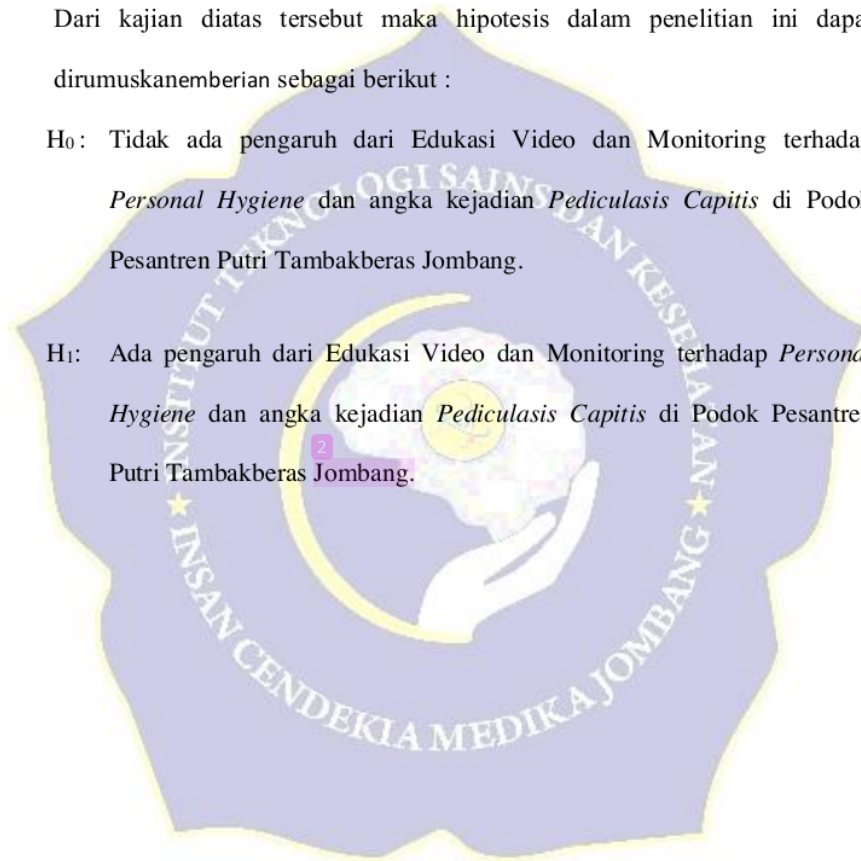 Dari kajian diatas tersebut maka hipotesis dalam penelitian ini dapa
dirumuskanemberian sebagai berikut :
H0 : Tidak ada pengaruh dari Edukasi Video dan Monitoring terhada
Personal Hygiene dan angka kejadian Pediculasis Capitis di Podok
Pesantren Putri Tambakberas Jombang.
H1: Ada pengaruh dari Edukasi Video dan Monitoring terhadap Persona
Hygiene dan angka kejadian Pediculasis Capitis di Podok Pesantre
2
Putri Tambakberas Jombang.
INSTITUT TEKNOLOGI SAINS DAN KESEHATAN
INSAN CENDEKIA MEDIKA JOMBANG